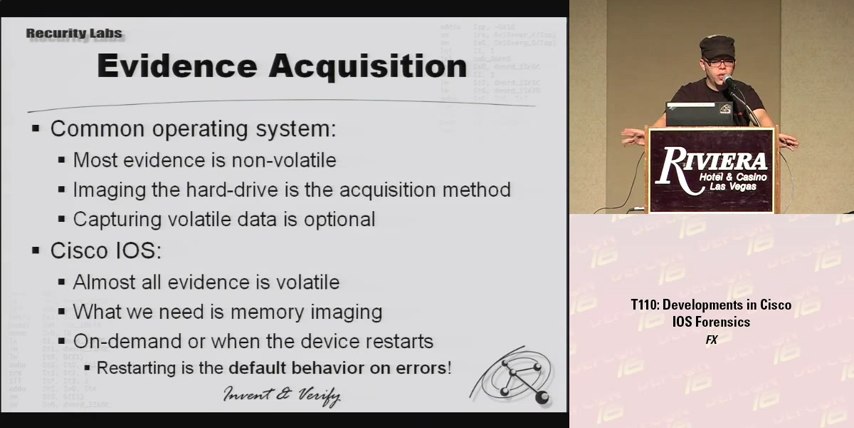 Recurity Labs
Evidence Acquisition
Common operating system:
Most evidence is non-volatile
Imaging the hard-drive is the acquisition method
Capturing volatile data is optional
Cisco IOS:
Almost all evidence is volatile
What we need is memory imaging
On-demand or when the device restarts
Restarting is the default behavior on errors!
Invent & Verify
RIVIERA
Hotel & Casino
Las Vegas
T110: Developments in Cisco
IOS Forensics
FX